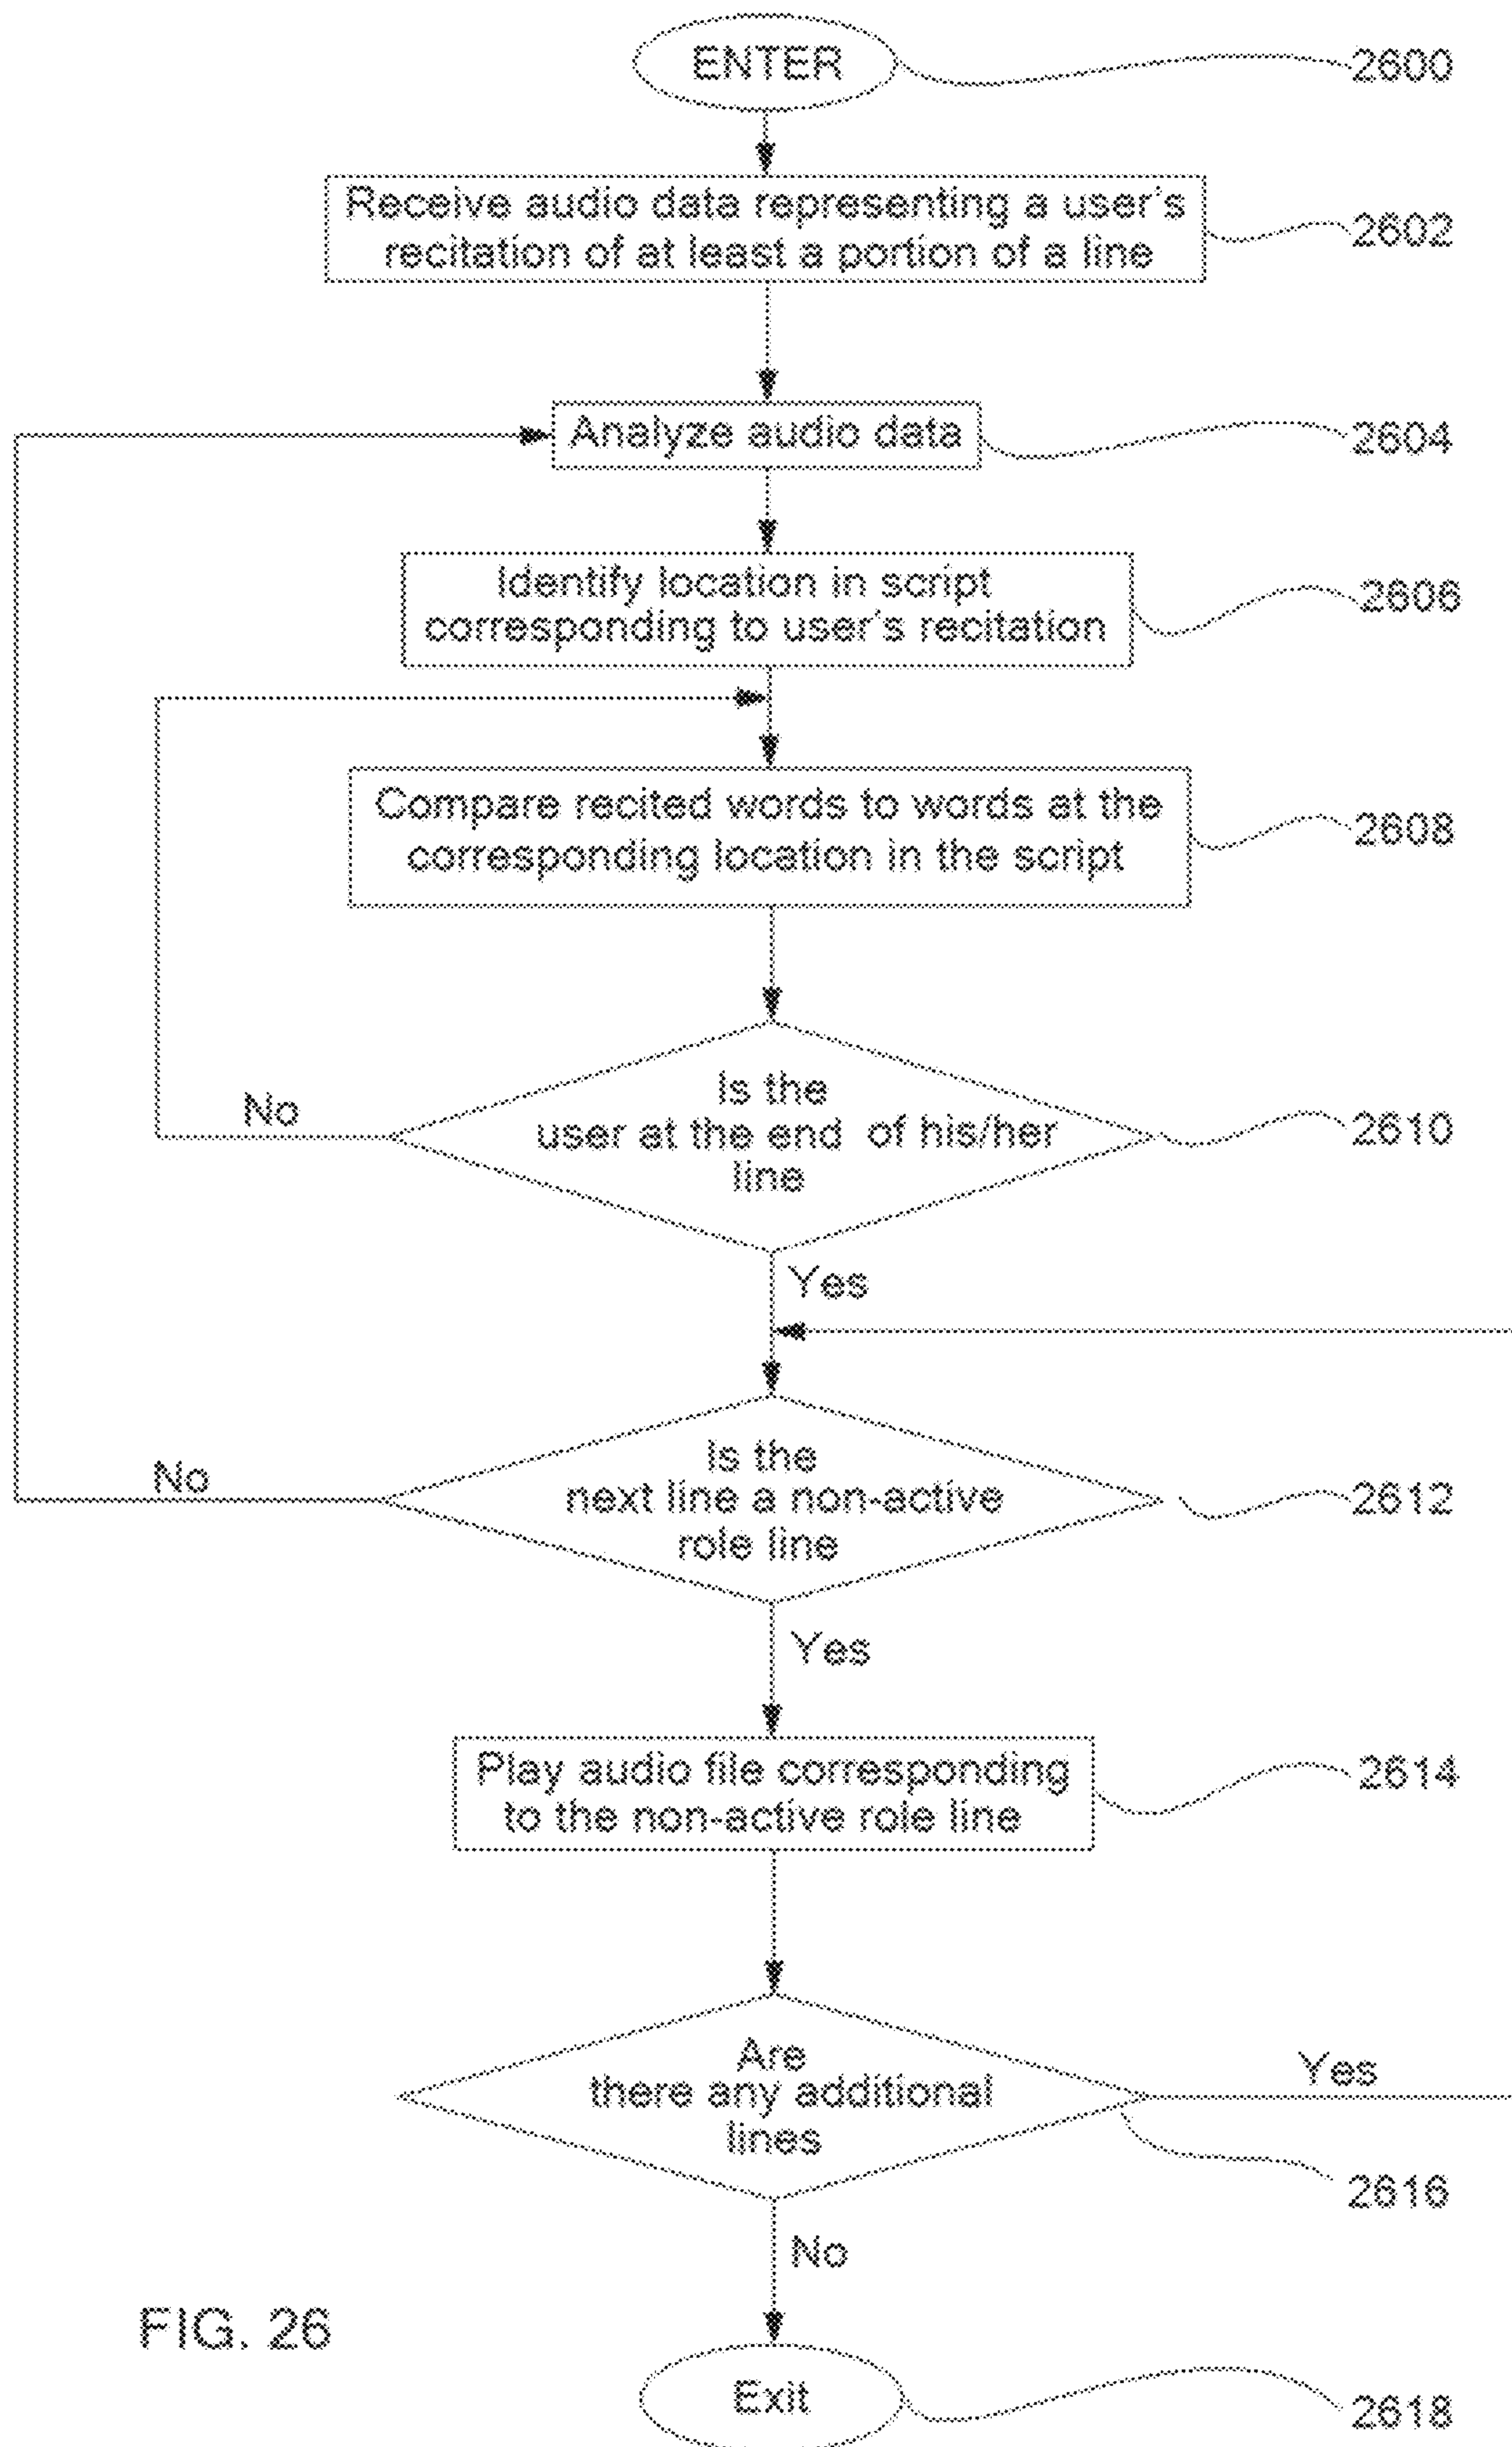 ENTER
2600
Receive audio data representing a user's
recitation of at least a portion of a line
2602
Analyze audio data
2604
Identify location in script
corresponding to user's recitation
2606
Compare recited words to words at the
corresponding location in the script
2608
Is the
user at the end of his/her
line
2610
No
Yes
Is the
next line a non-active
role line
2612
No
Yes
Play audio file corresponding
to the non-active role line
2614
Are
there any additional
lines
Yes
2616
No
FIG. 26
Exit
2618